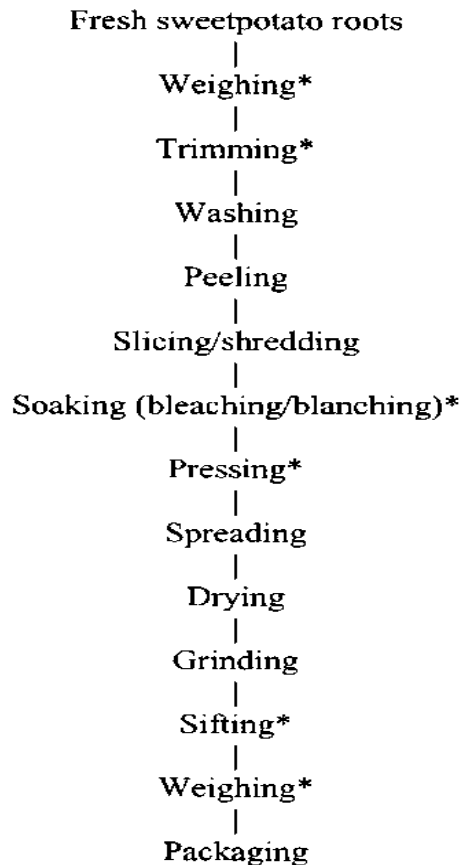 Fresh sweetpotato roots
Weighing*
Trimming*
Washing
Peeling
Slicing/shredding
Soaking (bleaching/blanching)*
Pressing*
Spreading
Drying
Grinding
Sifting*
Weighing*
Packaging